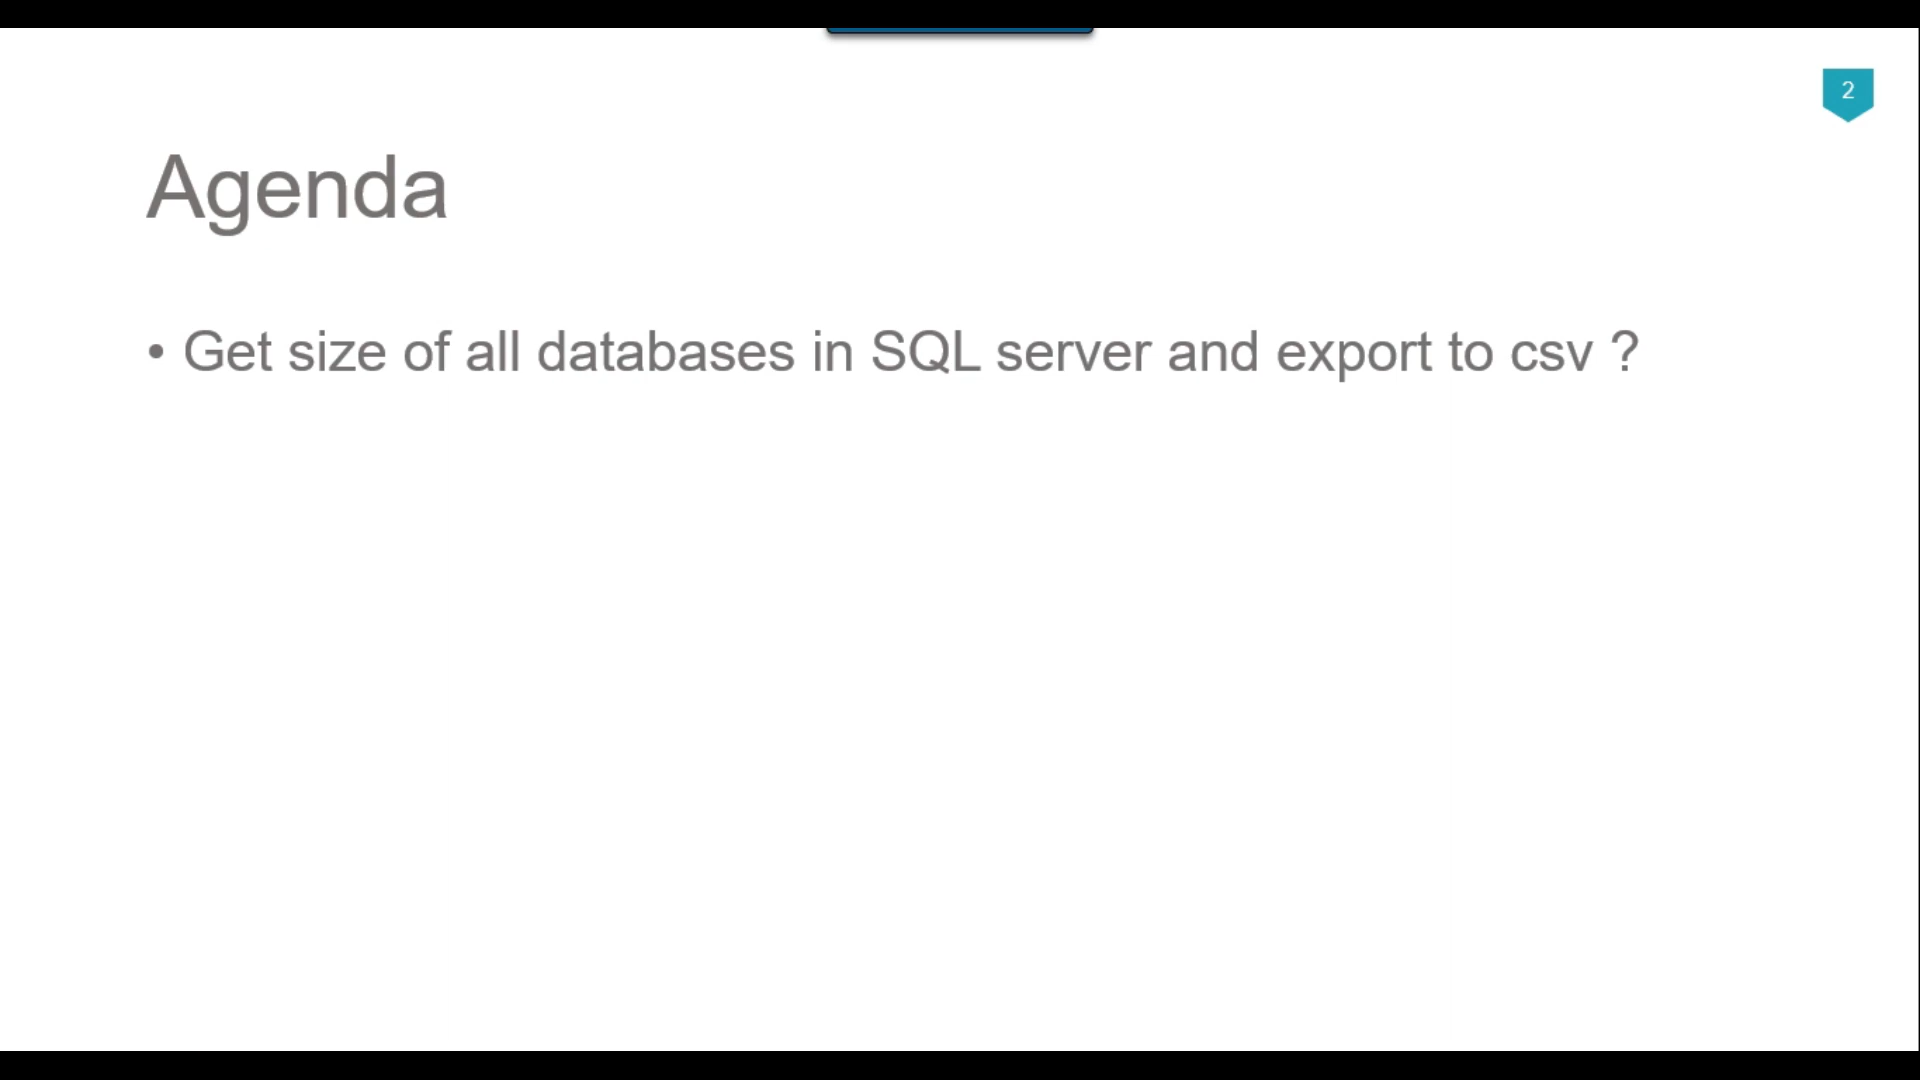 2
Agenda
• Get size of all databases in SQL server and export to csv ?